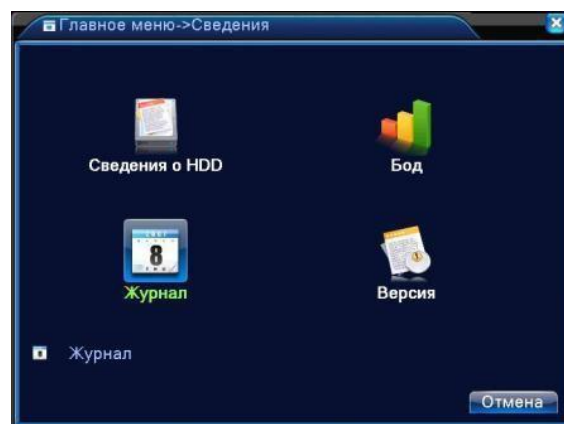 Главное меню->Сведения
Сведения о HDD
Бод
8
Журнал
Версия
Журнал
Отмена